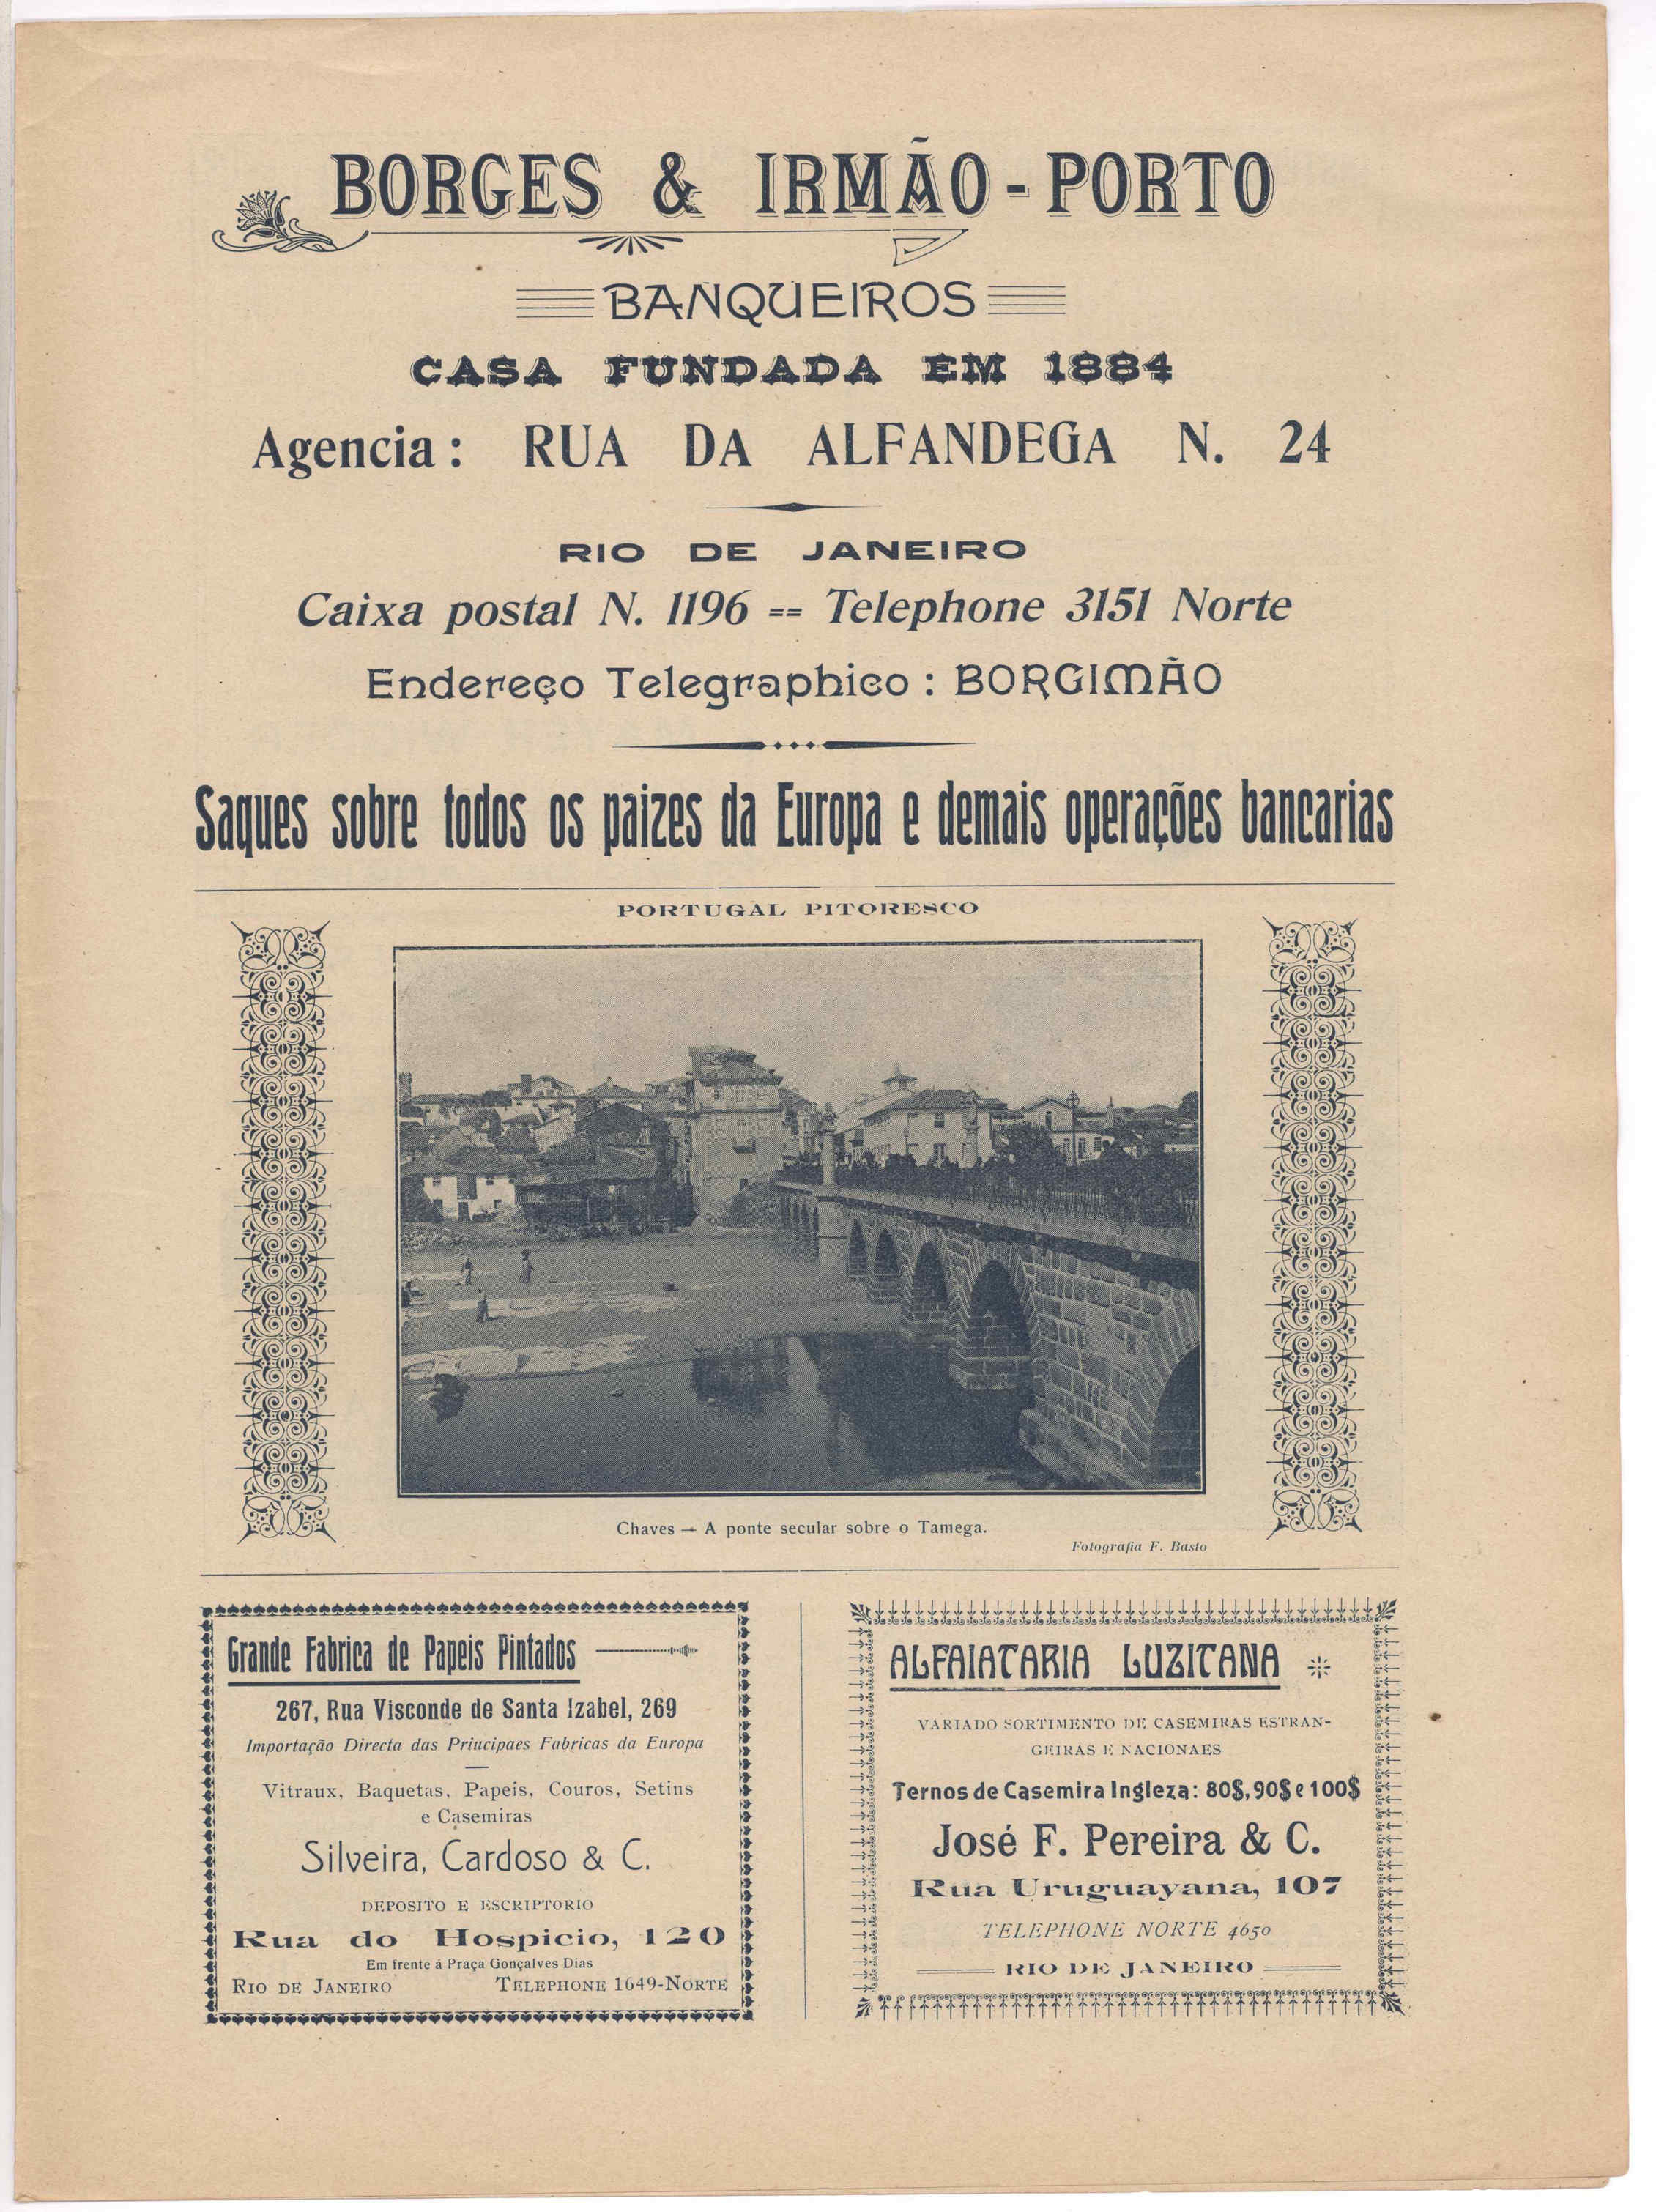 BORGES & IRMÃO - PORTO
BANQUEIROS
CASA FUNDADA EM 1884
Agencia: RUA DA ALFANDEGA N. 24
RIO DE JANEIRO
Caixa postal N. 1196 == Telephone 3151 Norte
Endereço Telegraphico: BORGIMÃO
Saques sobre todos os paizes da Europa e demais operações bancarias
PORTUGAL PITORESCO
Chaves — A ponte secular sobre o Tamega.
Fotografia F. Basto
Grande Fabrica de Papeis Pintados
267, Rua Visconde de Santa Izabel, 269
Importação Directa das Priucipaes Fabricas da Europa
Vitraux, Baquetas, Papeis, Couros, Setins
e Casemiras
Silveira, Cardoso & C.
DEPOSITO E ESCRIPTORIO
Rua do Hospicio, 120
Em frente á Praça Gonçalves Dias
RIO DE JANEIRO TELEPHONE 1649-NORTE
ALFAIATARIA LUZITANA
VARIADO SORTIMENTO DE CASEMIRAS ESTRAN-
GEIRAS E NACIONAES
Ternos de Casemira Ingleza: 80$, 90$ e 100$
José F. Pereira & C.
Rua Uruguayana, 107
TELEPHONE NORTE 4650
RIO DE JANEIRO